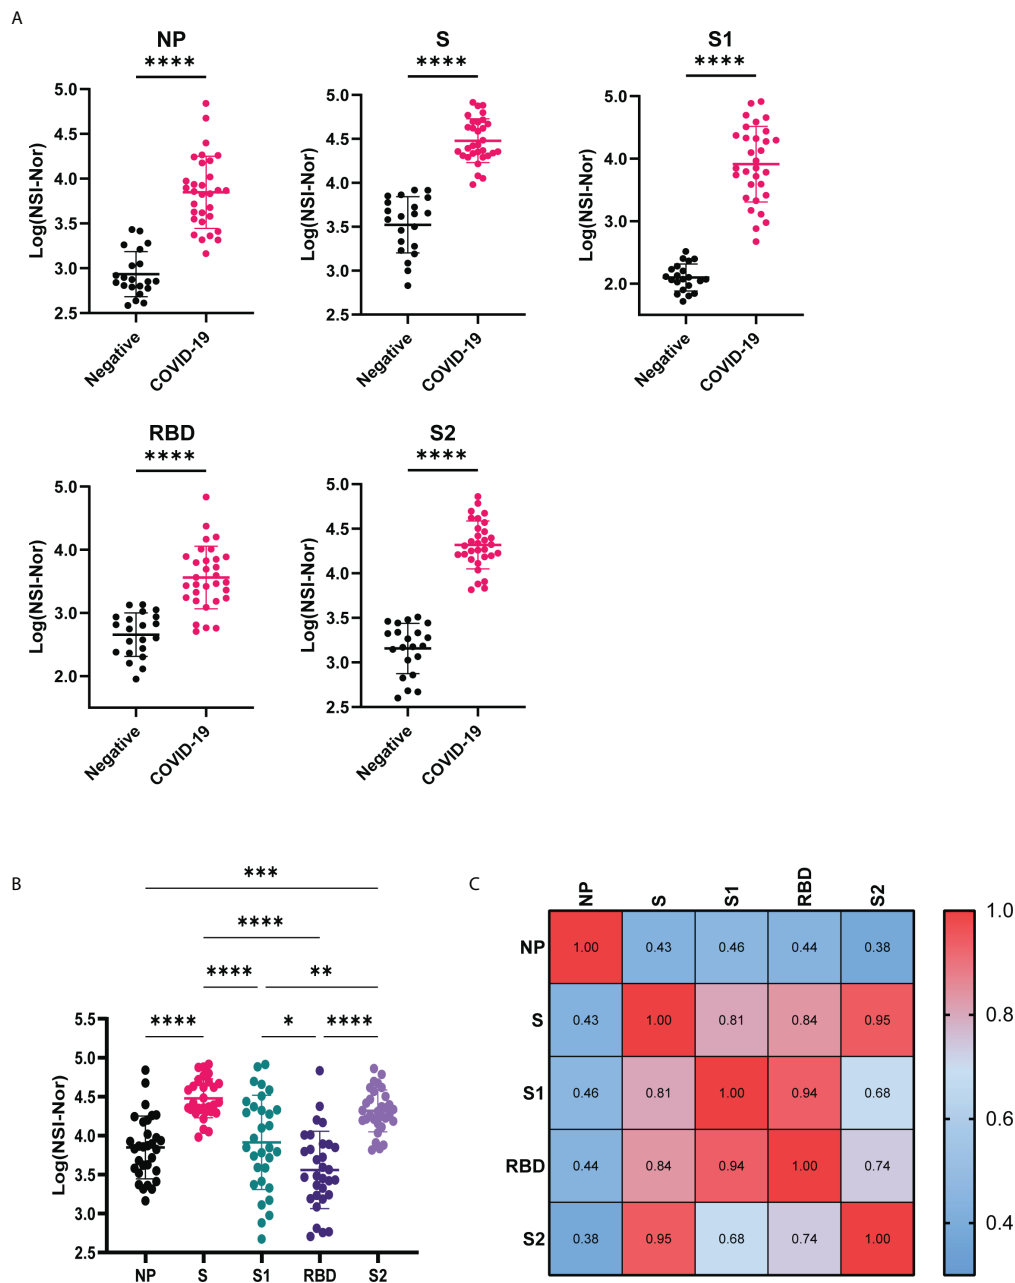 A
NP
****
Log(NSI-Nor)
5.0
4.5
4.0
3.5
3.0
2.5
Negative
COVID-19
S
****
Log(NSI-Nor)
5.0
4.5
4.0
3.5
3.0
2.5
Negative
COVID-19
S1
****
Log(NSI-Nor)
5.0
4.0
3.0
2.0
Negative
COVID-19
RBD
****
Log(NSI-Nor)
5.0
4.0
3.0
2.0
Negative
COVID-19
S2
****
Log(NSI-Nor)
5.0
4.5
4.0
3.5
3.0
2.5
Negative
COVID-19
B
***
****
**** **
**** * ****
Log(NSI-Nor)
5.5
5.0
4.5
4.0
3.5
3.0
2.5
NP S S1 RBD S2
C
NP S S1 RBD S2
NP 1.00 0.43 0.46 0.44 0.38
S 0.43 1.00 0.81 0.84 0.95
S1 0.46 0.81 1.00 0.94 0.68
RBD 0.44 0.84 0.94 1.00 0.74
S2 0.38 0.95 0.68 0.74 1.00
1.0
0.8
0.6
0.4